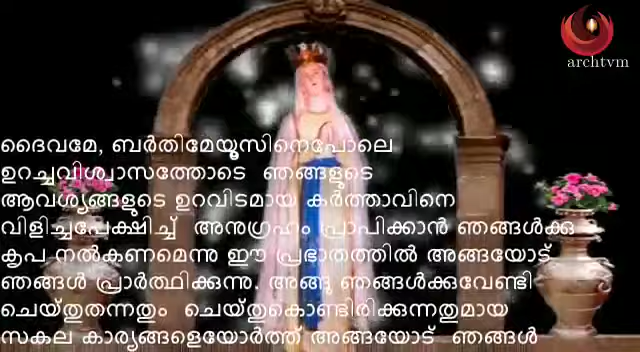 archtvm
ദൈവമേ, ബർതിമേയൂസിനെപോലെ
ഉറച്ചവിശ്വാസത്തോടെ ഞങ്ങളുടെ
ആവശ്യങ്ങളുടെ ഉറവിടമായ കർത്താവിനെ
വിളിച്ചപേക്ഷിച്ച് അനുഗ്രഹം പ്രാപിക്കാൻ ഞങ്ങൾക്കു
കൃപ നൽകണമെന്നു ഈ പ്രഭാതത്തിൽ അങ്ങയോട്
ഞങ്ങൾ പ്രാർത്ഥിക്കുന്നു. അങ്ങു ഞങ്ങൾക്കുവേണ്ടി
ചെയ്തുതന്നതും ചെയ്തുകൊണ്ടിരിക്കുന്നതുമായ
സകല കാര്യങ്ങളെയോർത്ത് അങ്ങയോട് ഞങ്ങൾ